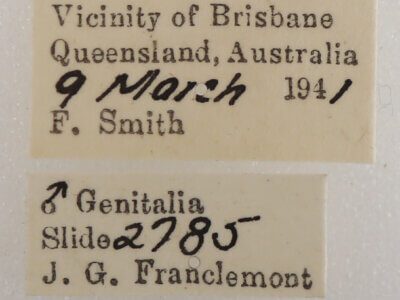 Vicinity of Brisbane
Queensland, Australia
9 March 1941
F. Smith
♂ Genitalia
Slide 2785
J. G. Franclemont